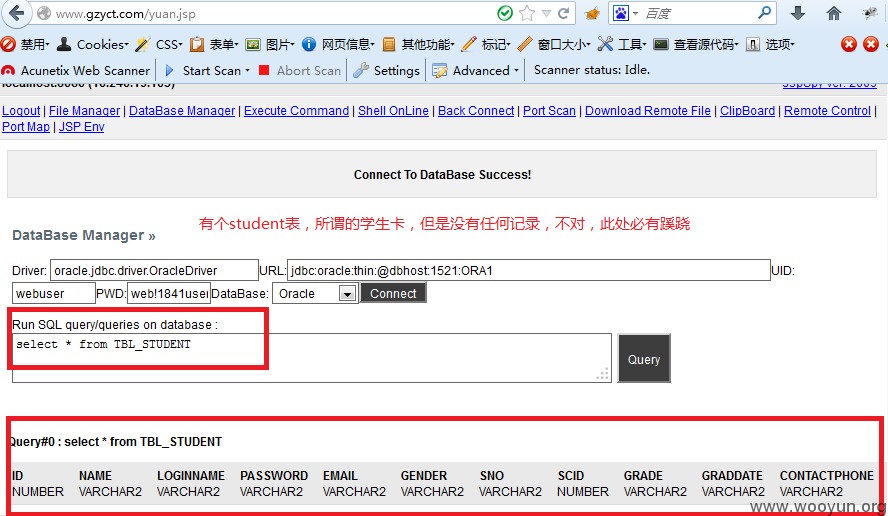 www.gzyct.com/yuan.jsp
百度
禁用 Cookies CSS 表单 图片 网页信息 其他功能 标记 窗口大小 工具 查看源代码 选项
Acunetix Web Scanner Start Scan Abort Scan Settings Advanced Scanner status: Idle.
JspSpy Ver: 2009
Logout | File Manager | DataBase Manager | Execute Command | Shell OnLine | Back Connect | Port Scan | Download Remote File | ClipBoard | Remote Control |
Port Map | JSP Env
Connect To DataBase Success!
有个student表，所谓的学生卡，但是没有任何记录，不对，此处必有蹊跷
DataBase Manager »
Driver: oracle.jdbc.driver.OracleDriver URL: jdbc:oracle:thin:@dbhost:1521:ORA1 UID:
webuser PWD: web!1841user DataBase: Oracle Connect
Run SQL query/queries on database :
select * from TBL_STUDENT
Query
Query#0 : select * from TBL_STUDENT
ID NAME LOGINNAME PASSWORD EMAIL GENDER SNO SCID GRADE GRADDATE CONTACTPHONE
NUMBER VARCHAR2 VARCHAR2 VARCHAR2 VARCHAR2 VARCHAR2 VARCHAR2 NUMBER VARCHAR2 VARCHAR2 VARCHAR2
www.wooyun.org